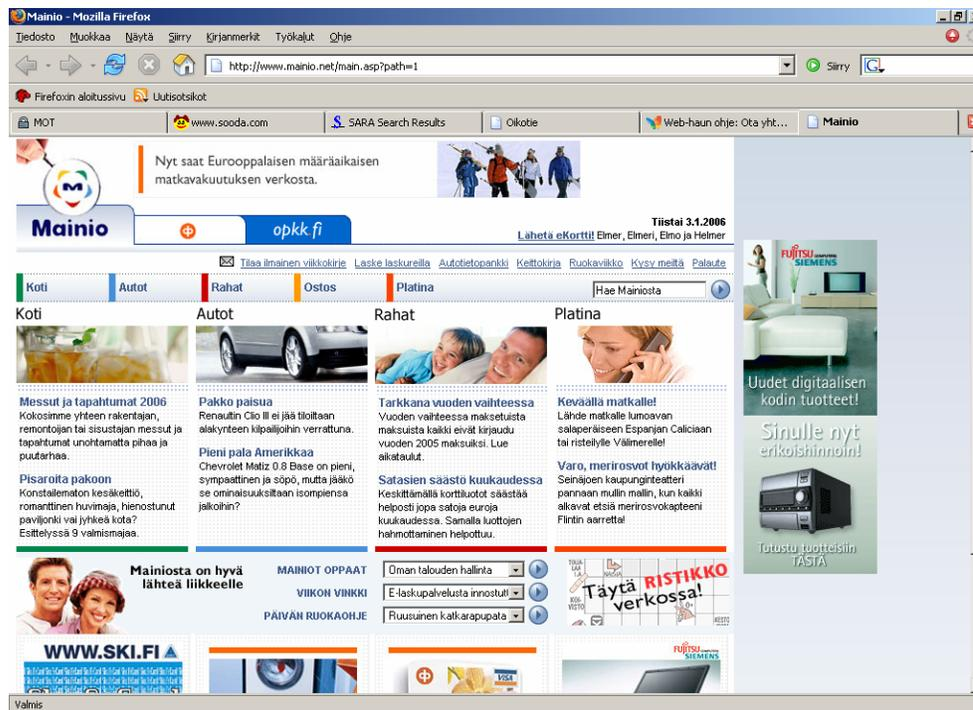 Mainio - Mozilla Firefox
Tiedosto Muokkaa Näytä Siirry Kirjanmerkit Työkalut Ohje
http://www.mainio.net/main.asp?path=1 Siirry G
Firefoxin aloitussivu Uutisotsikot
MOT www.sooda.com SARA Search Results Oikotie Web-haun ohje: Ota yht... Mainio
Nyt saat Eurooppalaisen määräaikaisen
matkavakuutuksen verkosta.
M
Mainio opkk.fi
Tiistai 3.1.2006
Lähetä eKortti! Elmer, Elmeri, Elmo ja Helmer
Tilaa ilmainen viikkokirje Laske laskureilla Autotietopankki Keittokirja Ruokaviikko Kysy meiltä Palaute
Koti Autot Rahat Ostos Platina Hae Mainiosta
Koti
Messut ja tapahtumat 2006
Kokosimme yhteen rakentajan,
remontoijan tai sisustajan messut ja
tapahtumat unohtamatta pihaa ja
puutarhaa.
Pisaroita pakoon
Konstailematon kesäkeittiö,
romanttinen huvimaja, hienostunut
paviljonki vai jyhkeä kota?
Esittelyssä 9 valmismajaa.
Autot
Pakko paisua
Renaultin Clio III ei jää tiloiltaan
alakynteen kilpailijoihin verrattuna.
Pieni pala Amerikkaa
Chevrolet Matiz 0.8 Base on pieni,
sympaattinen ja söpö, mutta jääkö
se ominaisuuksiltaan isompiensa
jalkoihin?
Rahat
Tarkkana vuoden vaihteessa
Vuoden vaihteessa maksetuista
maksuista kaikki eivät kirjaudu
vuoden 2005 maksuiksi. Lue
aikataulut.
Satasien säästö kuukaudessa
Keskittämällä korttiluotot säästää
helposti jopa satoja euroja
kuukaudessa. Samalla luottojen
hahmottaminen helpottuu.
Platina
Keväällä matkalle!
Lähde matkalle lumoavan
salaperäiseen Espanjan Caliciaan
tai risteilylle Välimerelle!
Varo, merirosvot hyökkäävät!
Seinäjoen kaupunginteatteri
pannaan mullin mallin, kun kaikki
alkavat etsiä merirosvokapteeni
Flintin aarretta!
FUJITSU COMPUTERS
SIEMENS
Uudet digitaalisen
kodin tuotteet!
Sinulle nyt
erikoishinnoin!
Tutustu tuotteisiin
TÄSTÄ
Mainiosta on hyvä
lähteä liikkeelle
MAINIOT OPPAAT Oman talouden hallinta
VIIKON VINKKI E-laskupalvelusta innostutt
PÄIVÄN RUOKAOHJE Ruusuinen katkarapupata
Täytä RISTIKKO
verkossa!
WWW.SKI.FI
VISA
FUJITSU COMPUTERS
SIEMENS
Valmis